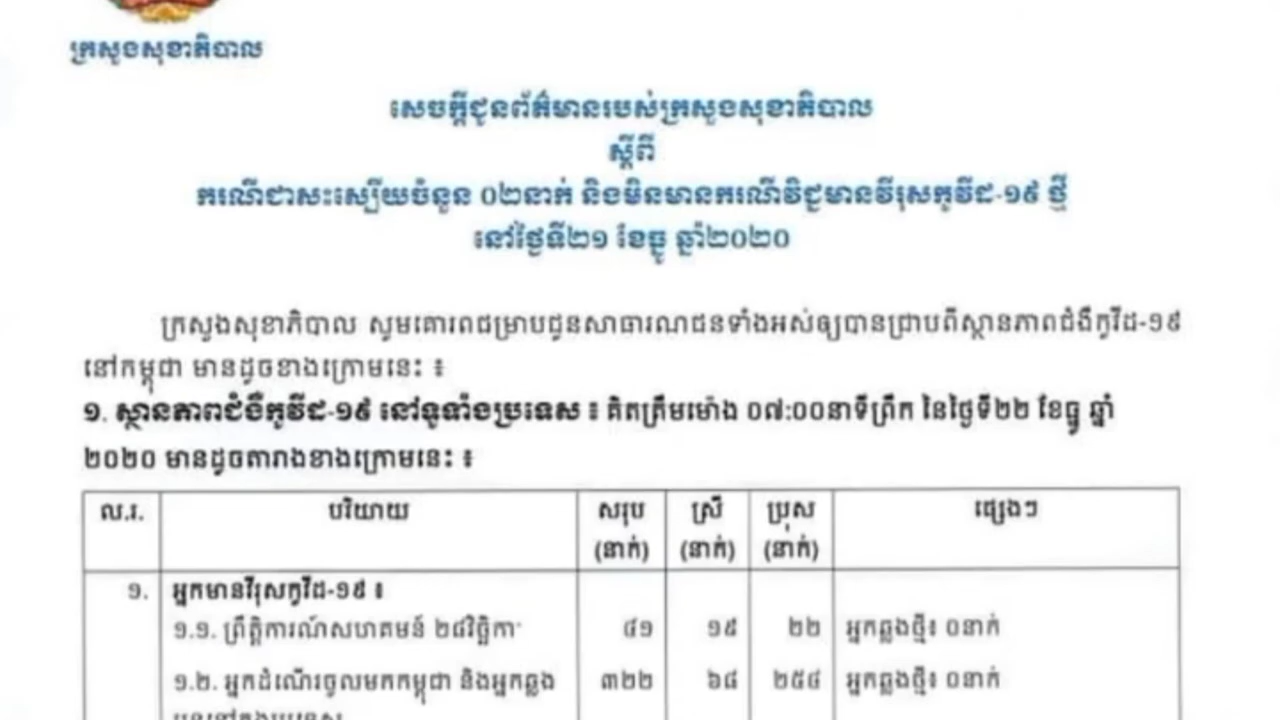 ក្រសួងសុខាភិបាល
សេចក្តីជូនព័ត៌មានរបស់ក្រសួងសុខាភិបាល
ស្តីពី
ករណីជាសះស្បើយចំនួន ០២នាក់ និងមិនមានករណីវិជ្ជមានវីរុសកូវីដ-១៩ ថ្មី
នៅថ្ងៃទី២១ ខែធ្នូ ឆ្នាំ២០២០
ក្រសួងសុខាភិបាល សូមគោរពជម្រាបជូនសាធារណជនទាំងអស់ឲ្យបានជ្រាបពីស្ថានភាពជំងឺកូវីដ-១៩
នៅកម្ពុជា មានដូចខាងក្រោមនេះ ៖
១. ស្ថានភាពជំងឺកូវីដ-១៩ នៅទូទាំងប្រទេស ៖ គិតត្រឹមម៉ោង ០៧:០០នាទីព្រឹក នៃថ្ងៃទី២២ ខែធ្នូ ឆ្នាំ
២០២០ មានដូចតារាងខាងក្រោមនេះ ៖
ល.រ. បរិយាយ សរុប (នាក់) ស្រី (នាក់) ប្រុស (នាក់) ផ្សេងៗ
១. អ្នកមានវីរុសកូវីដ-១៩ ៖
១.១. ព្រឹត្តិការណ៍សហគមន៍ ២៨វិច្ឆិកា ៤១ ១៩ ២២ អ្នកឆ្លងថ្មី៖ ០នាក់
១.២. អ្នកដំណើរចូលមកកម្ពុជា និងអ្នកឆ្លង ៣២២ ៦៨ ២៥៤ អ្នកឆ្លងថ្មី៖ ០នាក់